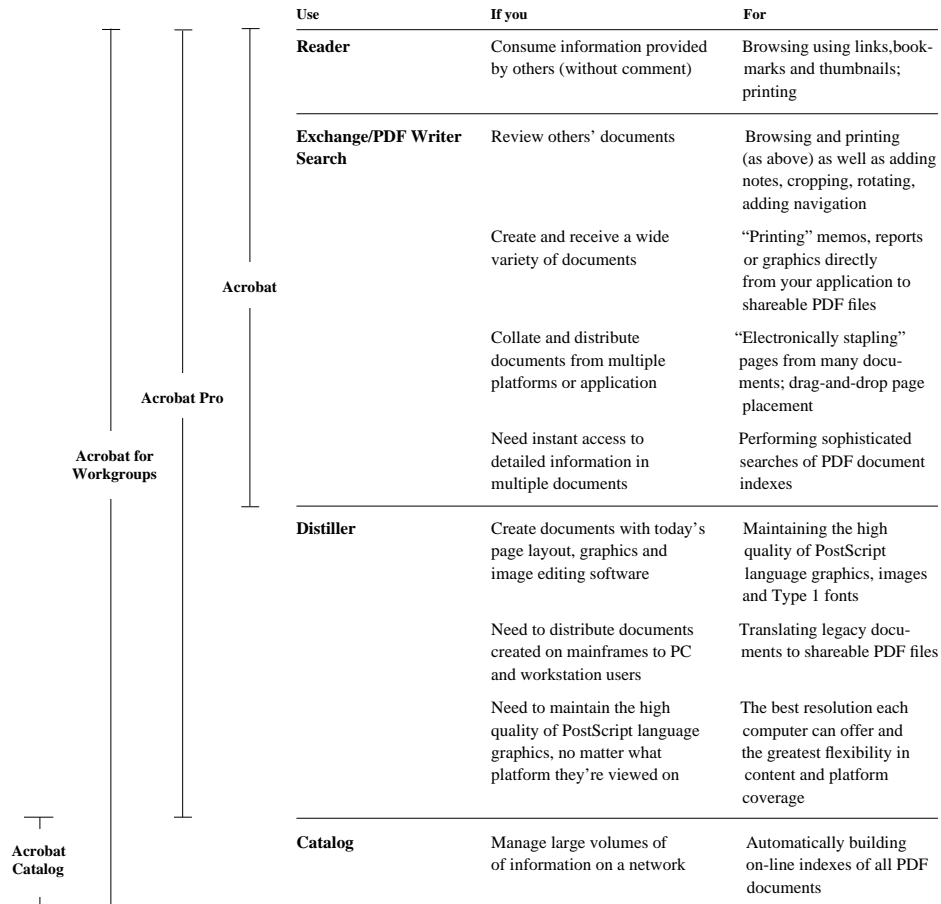 Use If you For
Reader Consume information provided Browsing using links,book-
by others (without comment) marks and thumbnails;
printing
Exchange/PDF Writer Review others’ documents Browsing and printing
Search (as above) as well as adding
notes, cropping, rotating,
adding navigation
Create and receive a wide “Printing” memos, reports
variety of documents or graphics directly
from your application to
shareable PDF files
Acrobat
Collate and distribute “Electronically stapling”
documents from multiple pages from many docu-
platforms or application ments; drag-and-drop page
placement
Acrobat Pro
Need instant access to Performing sophisticated
detailed information in searches of PDF document
multiple documents indexes
Acrobat for
Workgroups
Distiller Create documents with today’s Maintaining the high
page layout, graphics and quality of PostScript
image editing software language graphics, images
and Type 1 fonts
Need to distribute documents Translating legacy docu-
created on mainframes to PC ments to shareable PDF files
and workstation users
Need to maintain the high The best resolution each
quality of PostScript language computer can offer and
graphics, no matter what the greatest flexibility in
platform they’re viewed on content and platform
coverage
Catalog Manage large volumes of Automatically building
of information on a network on-line indexes of all PDF
documents
Acrobat
Catalog